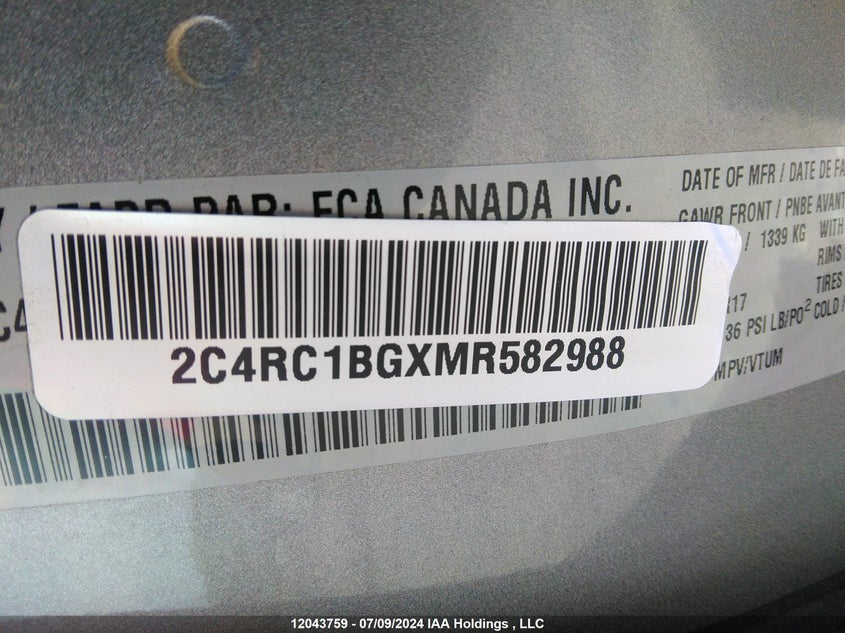 FCA CANADA INC.
2C4RC1BGXMR582988
DATE OF MFR / DATE DE FA
GAWR FRONT / PNBE AVANT
/ 1339 KG WITH
RIMS
TIRES
36 PSI LB/PO² COLD /
MPV/VTUM
12043759 - 07/09/2024 IAA Holdings , LLC